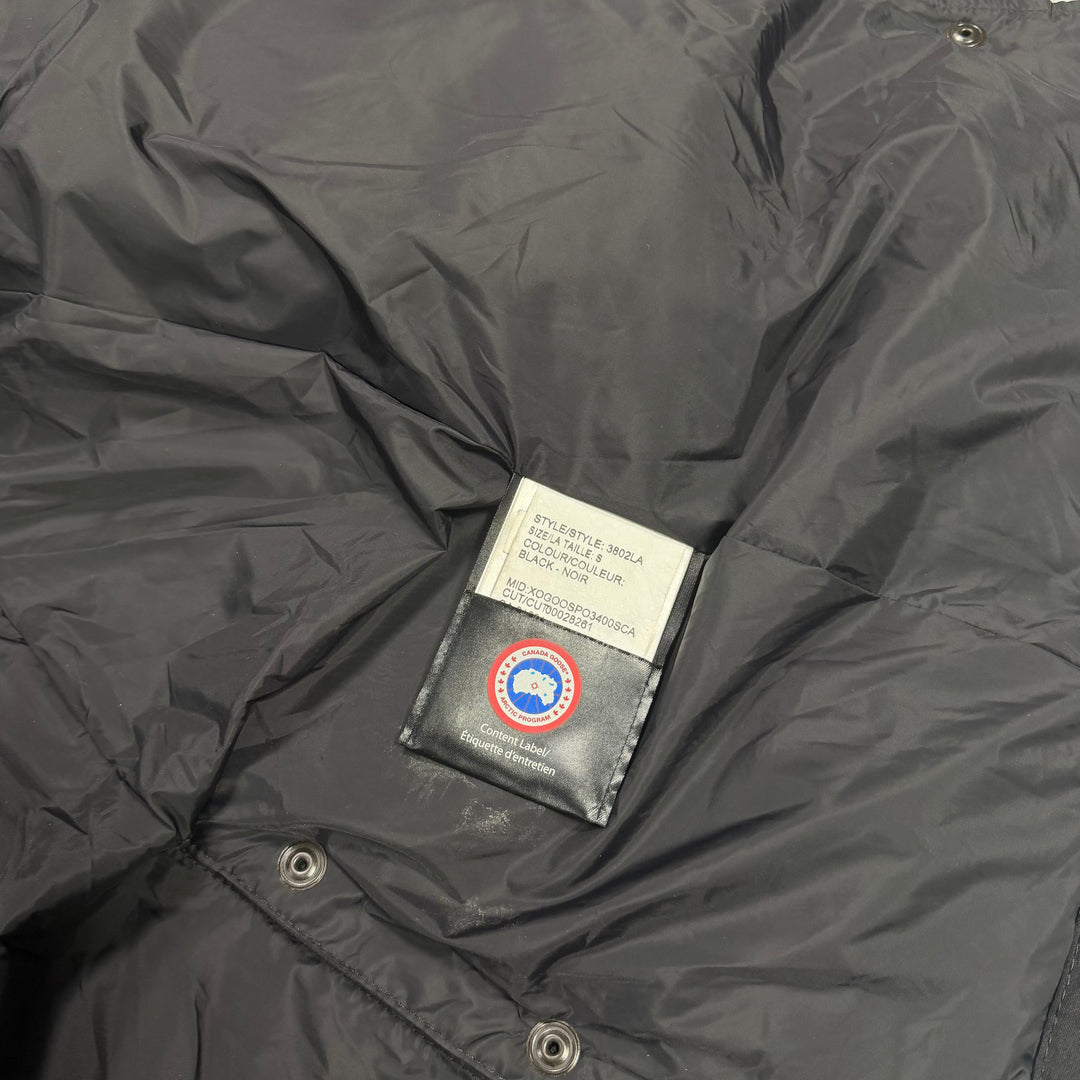 STYLE/STYLE: 3802LA
SIZE/LA TAILLE: S
COLOUR/COULEUR:
BLACK - NOIR
MID:XOGOOSPO3400SCA
CUT/CUT00028261
CANADA GOOSE
ARCTIC PROGRAM
Content Label/
Étiquette d'entretien